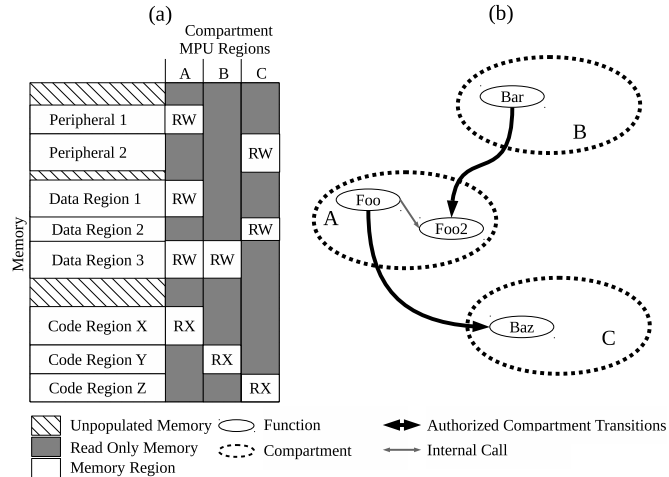 (a)
(b)
Compartment
MPU Regions
A B C
Peripheral 1 RW
Peripheral 2 RW
Data Region 1 RW
Data Region 2 RW
Data Region 3 RW RW
Code Region X RX
Code Region Y RX
Code Region Z RX
Memory
Bar
B
Foo
A
Foo2
Baz
C
Unpopulated Memory
Read Only Memory
Memory Region
Function
Compartment
Authorized Compartment Transitions
Internal Call